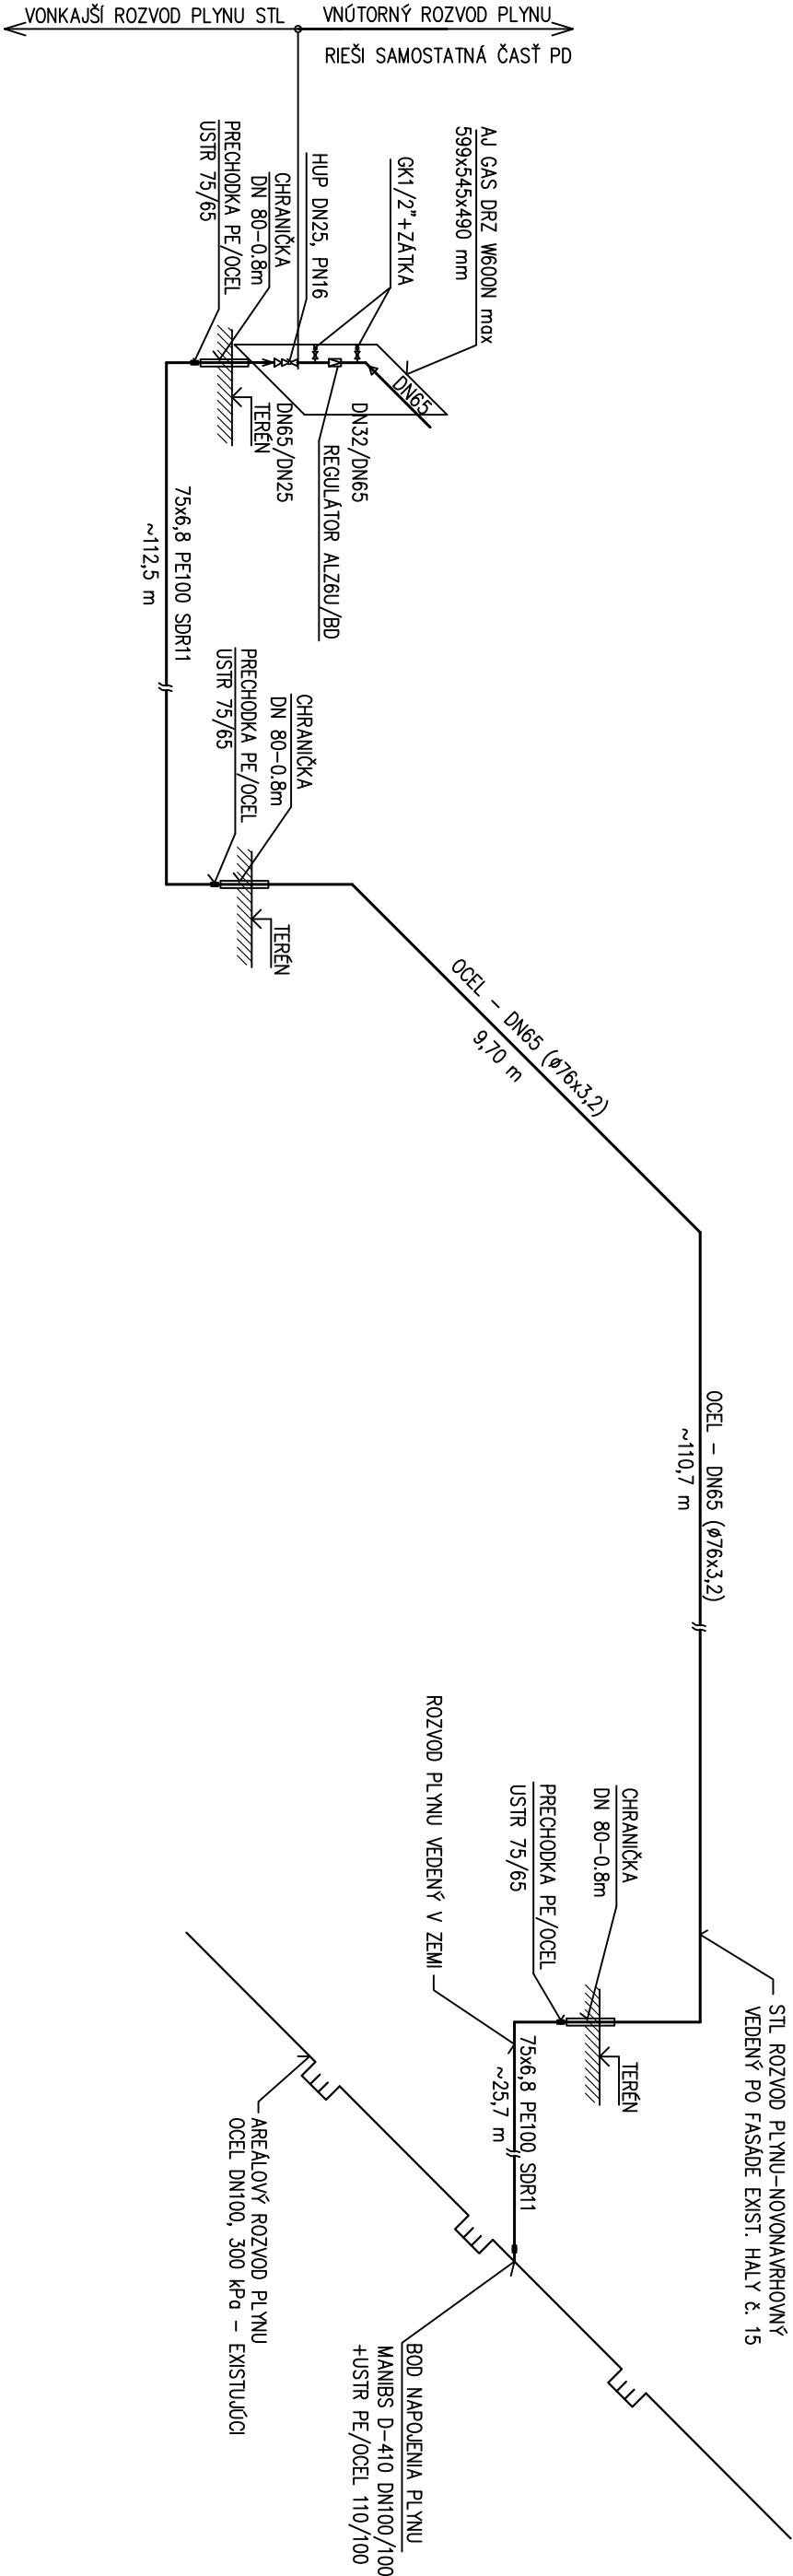 VONKAJŠÍ ROZVOD PLYNU STL
VNÚTORNÝ ROZVOD PLYNU
RIEŠI SAMOSTATNÁ ČASŤ PD
AJ GAS DRZ W600N max
599x545x490 mm
GK1/2"+ZÁTKA
HUP DN25, PN16
CHRANIČKA
DN 80-0.8m
PRECHODKA PE/OCEL
USTR 75/65
DN65
DN32/DN65
REGULÁTOR ALZ6U/BD
DN65/DN25
TERÉN
75x6,8 PE100 SDR11
~112,5 m
CHRANIČKA
DN 80-0.8m
PRECHODKA PE/OCEL
USTR 75/65
TERÉN
OCEL - DN65 (ø76x3,2)
9,70 m
OCEL - DN65 (ø76x3,2)
~110,7 m
STL ROZVOD PLYNU-NOVONAVRHOVNÝ
VEDENÝ PO FASÁDE EXIST. HALY č. 15
CHRANIČKA
DN 80-0.8m
PRECHODKA PE/OCEL
USTR 75/65
TERÉN
ROZVOD PLYNU VEDENÝ V ZEMI
75x6,8 PE100 SDR11
~25,7 m
AREÁLOVÝ ROZVOD PLYNU
OCEL DN100, 300 kPa - EXISTUJÚCI
BOD NAPOJENIA PLYNU
MANIBS D-410 DN100/100
+USTR PE/OCEL 110/100